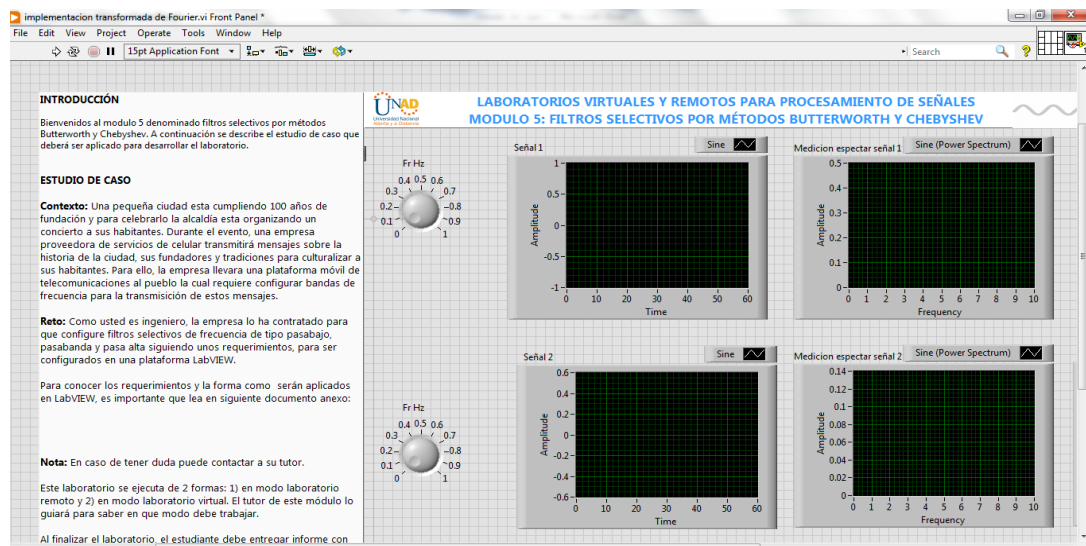 implementacion transformada de Fourier.vi Front Panel *
File Edit View Project Operate Tools Window Help
15pt Application Font
Search
INTRODUCCIÓN
Bienvenidos al modulo 5 denominado filtros selectivos por métodos
Butterworth y Chebyshev. A continuación se describe el estudio de caso que
deberá ser aplicado para desarrollar el laboratorio.
ESTUDIO DE CASO
Contexto: Una pequeña ciudad esta cumpliendo 100 años de
fundación y para celebrarlo la alcaldía esta organizando un
concierto a sus habitantes. Durante el evento, una empresa
proveedora de servicios de celular transmitirá mensajes sobre la
historia de la ciudad, sus fundadores y tradiciones para culturalizar a
sus habitantes. Para ello, la empresa llevara una plataforma móvil de
telecomunicaciones al pueblo la cual requiere configurar bandas de
frecuencia para la transmisición de estos mensajes.
Reto: Como usted es ingeniero, la empresa lo ha contratado para
que configure filtros selectivos de frecuencia de tipo pasabajo,
pasabanda y pasa alta siguiendo unos requerimientos, para ser
configurados en una plataforma LabVIEW.
Para conocer los requerimientos y la forma como serán aplicados
en LabVIEW, es importante que lea en siguiente documento anexo:
Nota: En caso de tener duda puede contactar a su tutor.
Este laboratorio se ejecuta de 2 formas: 1) en modo laboratorio
remoto y 2) en modo laboratorio virtual. El tutor de este módulo lo
guiará para saber en que modo debe trabajar.
Al finalizar el laboratorio, el estudiante debe entregar informe con
UNAD
Universidad Nacional
Abierta y a Distancia
LABORATORIOS VIRTUALES Y REMOTOS PARA PROCESAMIENTO DE SEÑALES
MODULO 5: FILTROS SELECTIVOS POR MÉTODOS BUTTERWORTH Y CHEBYSHEV
Fr Hz
0 0.1 0.2 0.3 0.4 0.5 0.6 0.7 0.8 0.9 1
Señal 1
Sine
Amplitude
1
0.5
0
-0.5
-1
0 10 20 30 40 50 60
Time
Medicion espectar señal 1
Sine (Power Spectrum)
Amplitude
0.5
0.4
0.3
0.2
0.1
0
0 1 2 3 4 5 6 7 8 9 10
Frequency
Fr Hz
0 0.1 0.2 0.3 0.4 0.5 0.6 0.7 0.8 0.9 1
Señal 2
Sine
Amplitude
0.6
0.4
0.2
0
-0.2
-0.4
-0.6
0 10 20 30 40 50 60
Time
Medicion espectar señal 2
Sine (Power Spectrum)
Amplitude
0.14
0.12
0.1
0.08
0.06
0.04
0.02
0
0 1 2 3 4 5 6 7 8 9 10
Frequency